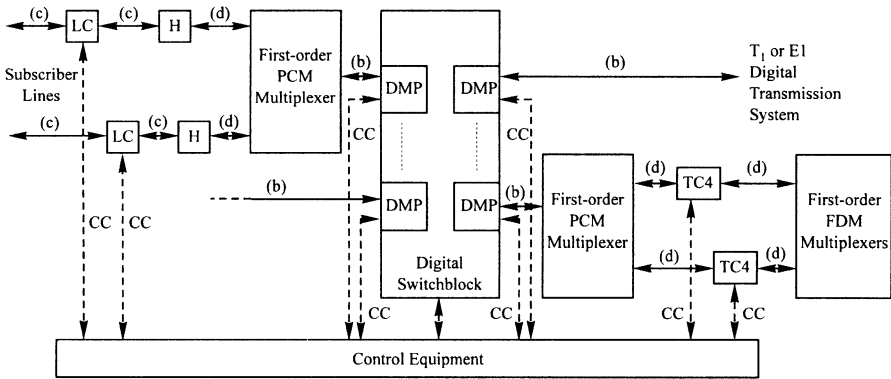 (c)
LC
(c)
H
(d)
First-order
PCM
Multiplexer
(b)
DMP
DMP
(b)
T1 or E1
Digital
Transmission
System
Subscriber
Lines
(c)
LC
(c)
H
(d)
CC
CC
(b)
DMP
DMP
(b)
First-order
PCM
Multiplexer
(d)
TC4
(d)
First-order
FDM
Multiplexers
CC
CC
(d)
TC4
(d)
Digital
Switchblock
CC
CC
CC
CC
Control Equipment